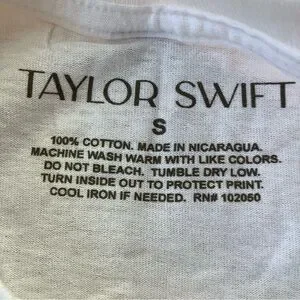 TAYLOR SWIFT
S
100% COTTON. MADE IN NICARAGUA.
MACHINE WASH WARM WITH LIKE COLORS.
DO NOT BLEACH. TUMBLE DRY LOW.
TURN INSIDE OUT TO PROTECT PRINT.
COOL IRON IF NEEDED. RN# 102060